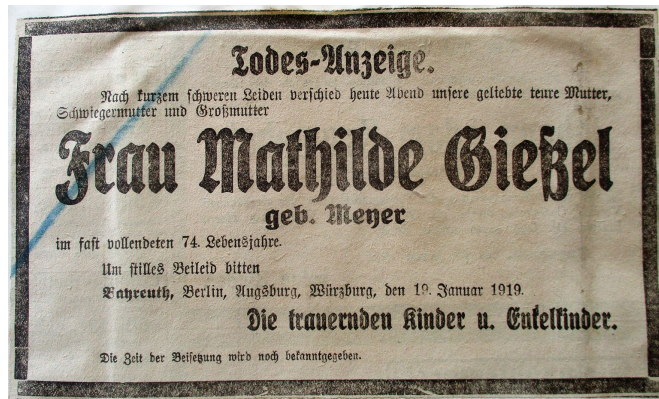 Todes-Anzeige.
Nach kurzem schweren Leiden verschied heute Abend unsere geliebte teure Mutter,
Schwiegermutter und Großmutter
Frau Mathilde Gießel
geb. Meyer
im fast vollendeten 74. Lebensjahre.
Um stilles Beileid bitten
Bayreuth, Berlin, Augsburg, Würzburg, den 19. Januar 1919.
Die trauernden Kinder u. Enkelkinder.
Die Zeit der Beisetzung wird noch bekanntgegeben.